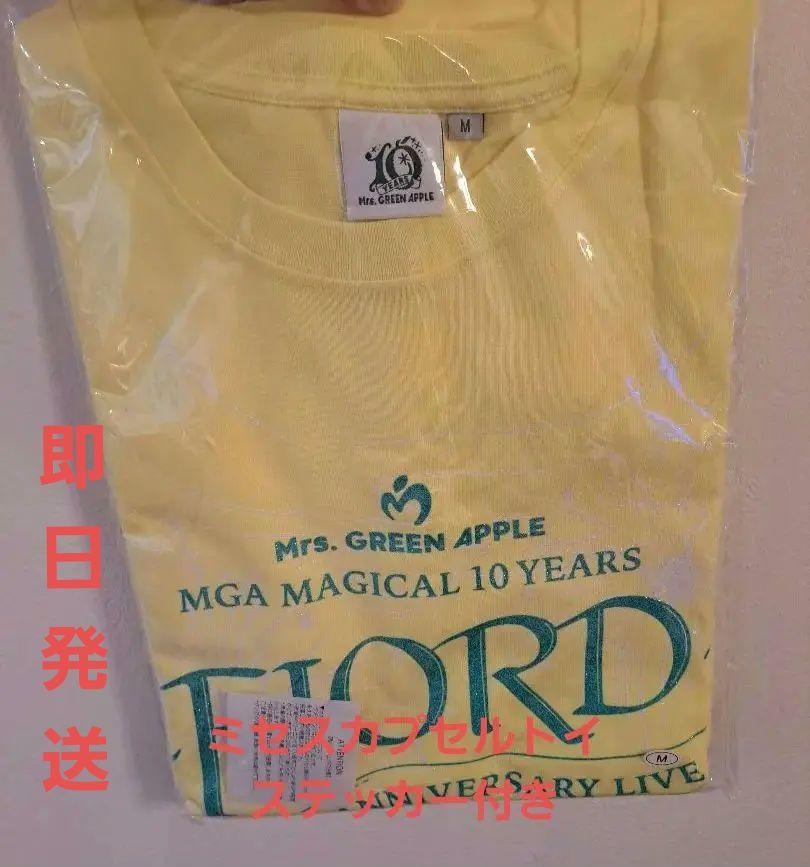 M
10
YEARS
Mrs. GREEN APPLE
Mrs. GREEN APPLE
MGA MAGICAL 10 YEARS
FJORD
ANNIVERSARY LIVE
ATTENTION
M
即日発送
ミセスカプセルトイ
ステッカー付き